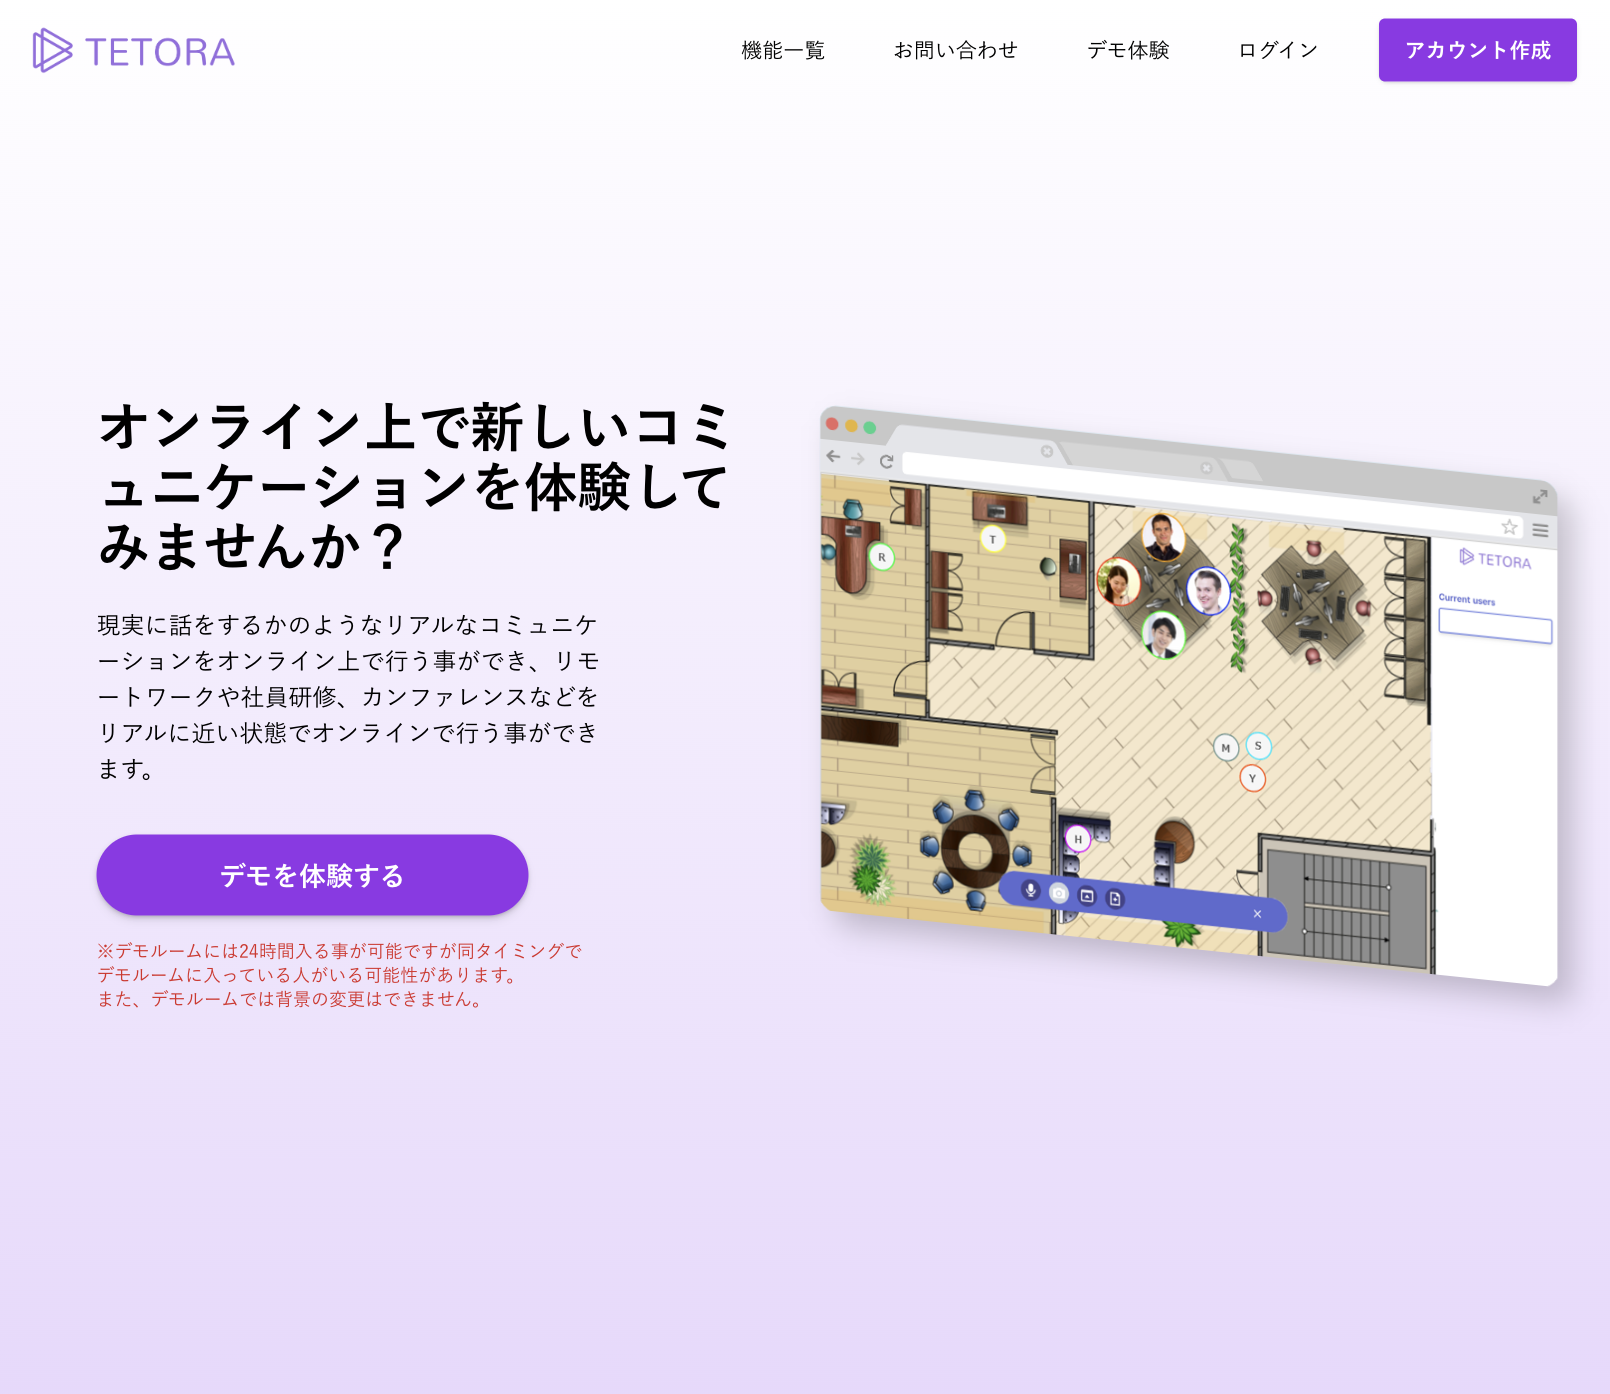 TETORA
機能一覧
お問い合わせ
デモ体験
ログイン
アカウント作成
オンライン上で新しいコミ
ュニケーションを体験して
みませんか？
現実に話をするかのようなリアルなコミュニケ
ーションをオンライン上で行う事ができ、リモ
ートワークや社員研修、カンファレンスなどを
リアルに近い状態でオンラインで行う事ができ
ます。
デモを体験する
※デモルームには24時間入る事が可能ですが同タイミングで
デモルームに入っている人がいる可能性があります。
また、デモルームでは背景の変更はできません。
R
T
TETORA
Current users
M
S
Y
H